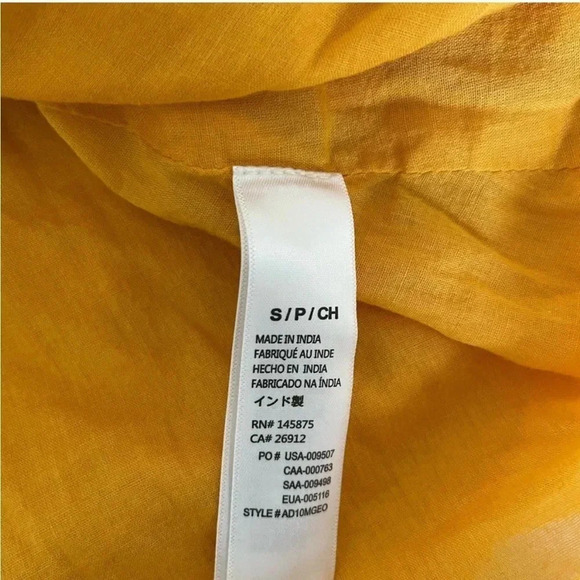 S / P / CH
MADE IN INDIA
FABRIQUÉ AU INDE
HECHO EN INDIA
FABRICADO NA ÍNDIA
インド製
RN# 145875
CA# 26912
PO # USA-009507
CAA-000763
SAA-009498
EUA-005116
STYLE # AD10MGEO